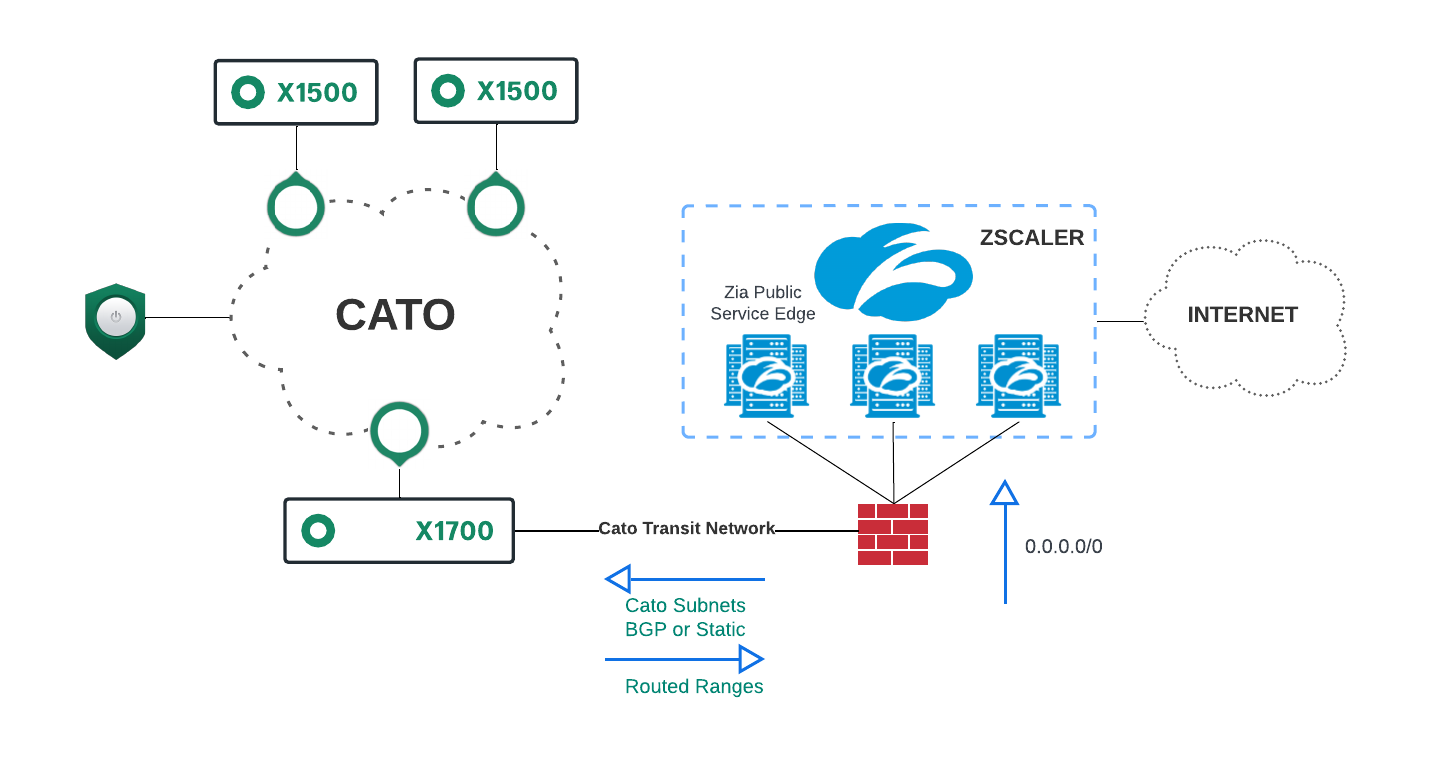 X1500
X1500
CATO
ZSCALER
Zia Public
Service Edge
INTERNET
X1700
Cato Transit Network
0.0.0.0/0
Cato Subnets
BGP or Static
Routed Ranges